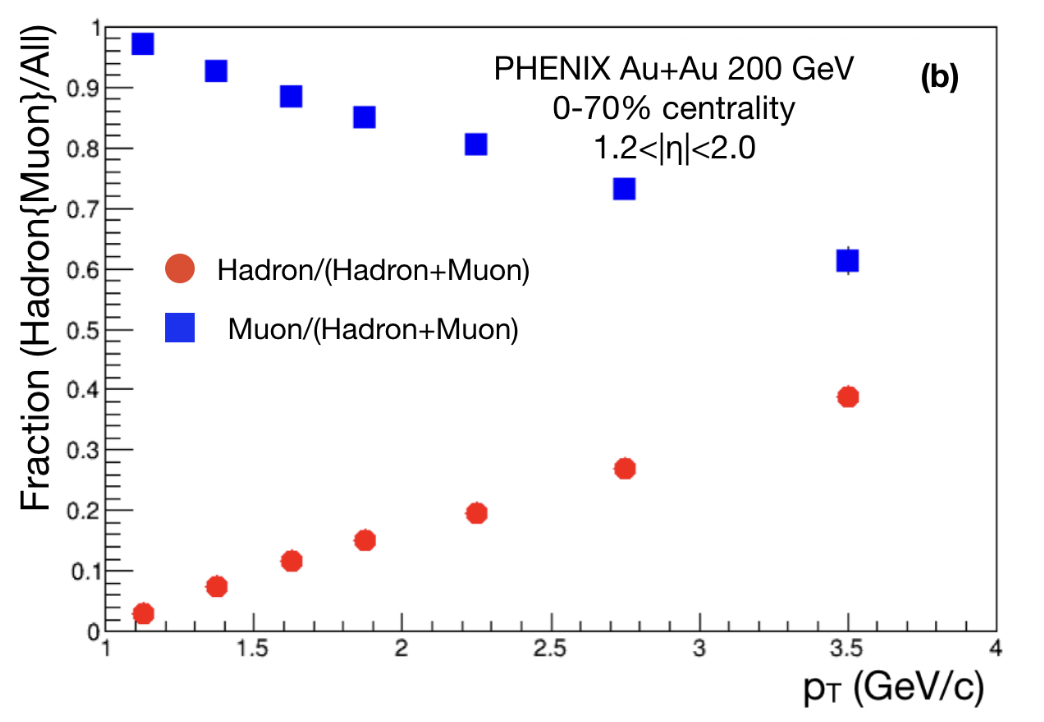 PHENIX Au+Au 200 GeV
(b)
0-70% centrality
1.2<|η|<2.0
Hadron/(Hadron+Muon)
Muon/(Hadron+Muon)
Fraction (Hadron{Muon}/All)
1
0.9
0.8
0.7
0.6
0.5
0.4
0.3
0.2
0.1
0
1
1.5
2
2.5
3
3.5
4
pT (GeV/c)